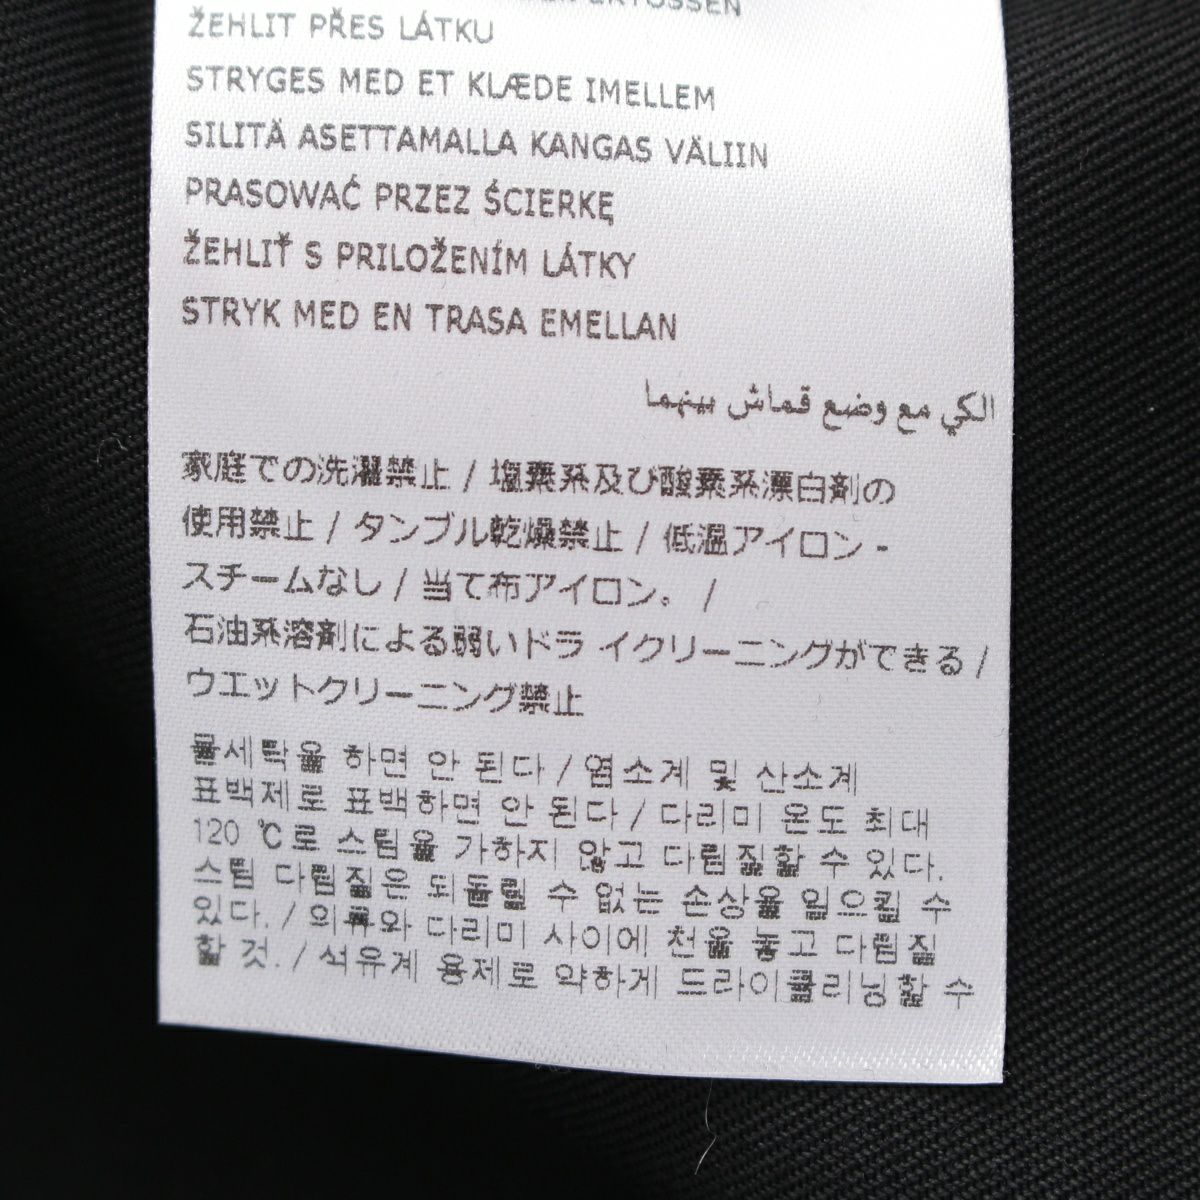 ŽEHLIT PŘES LÁTKU
STRYGES MED ET KLÆDE IMELLEM
SILITÄ ASETTAMALLA KANGAS VÄLIIN
PRASOWAĆ PRZEZ ŚCIERKĘ
ŽEHLIŤ S PRILOŽENÍM LÁTKY
STRYK MED EN TRASA EMELLAN
الكي مع وضع قماش بينهما
家庭での洗濯禁止 / 塩素系及び酸素系漂白剤の
使用禁止 / タンブル乾燥禁止 / 低温アイロン -
スチームなし / 当て布アイロン。 /
石油系溶剤による弱いドラ イクリーニングができる /
ウエットクリーニング禁止
물세탁을 하면 안 된다 / 염소계 및 산소계
표백제로 표백하면 안 된다 / 다리미 온도 최대
120 ℃로 스팀을 가하지 않고 다림질할 수 있다.
스팀 다림질은 되돌릴 수 없는 손상을 일으킬 수
있다. / 의류와 다리미 사이에 천을 놓고 다림질
할 것. / 석유계 용제로 약하게 드라이클리닝할 수